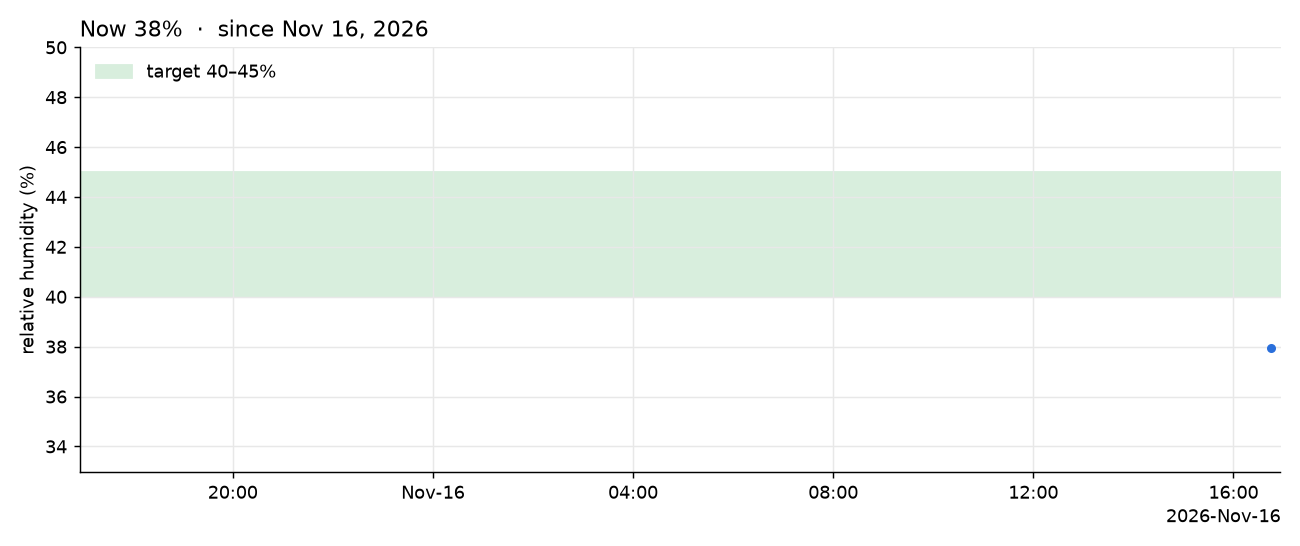 Now 38%  ·  since Nov 16, 2026
target 40–45%
relative humidity (%)
50
48
46
44
42
40
38
36
34
20:00
Nov-16
04:00
08:00
12:00
16:00
2026-Nov-16